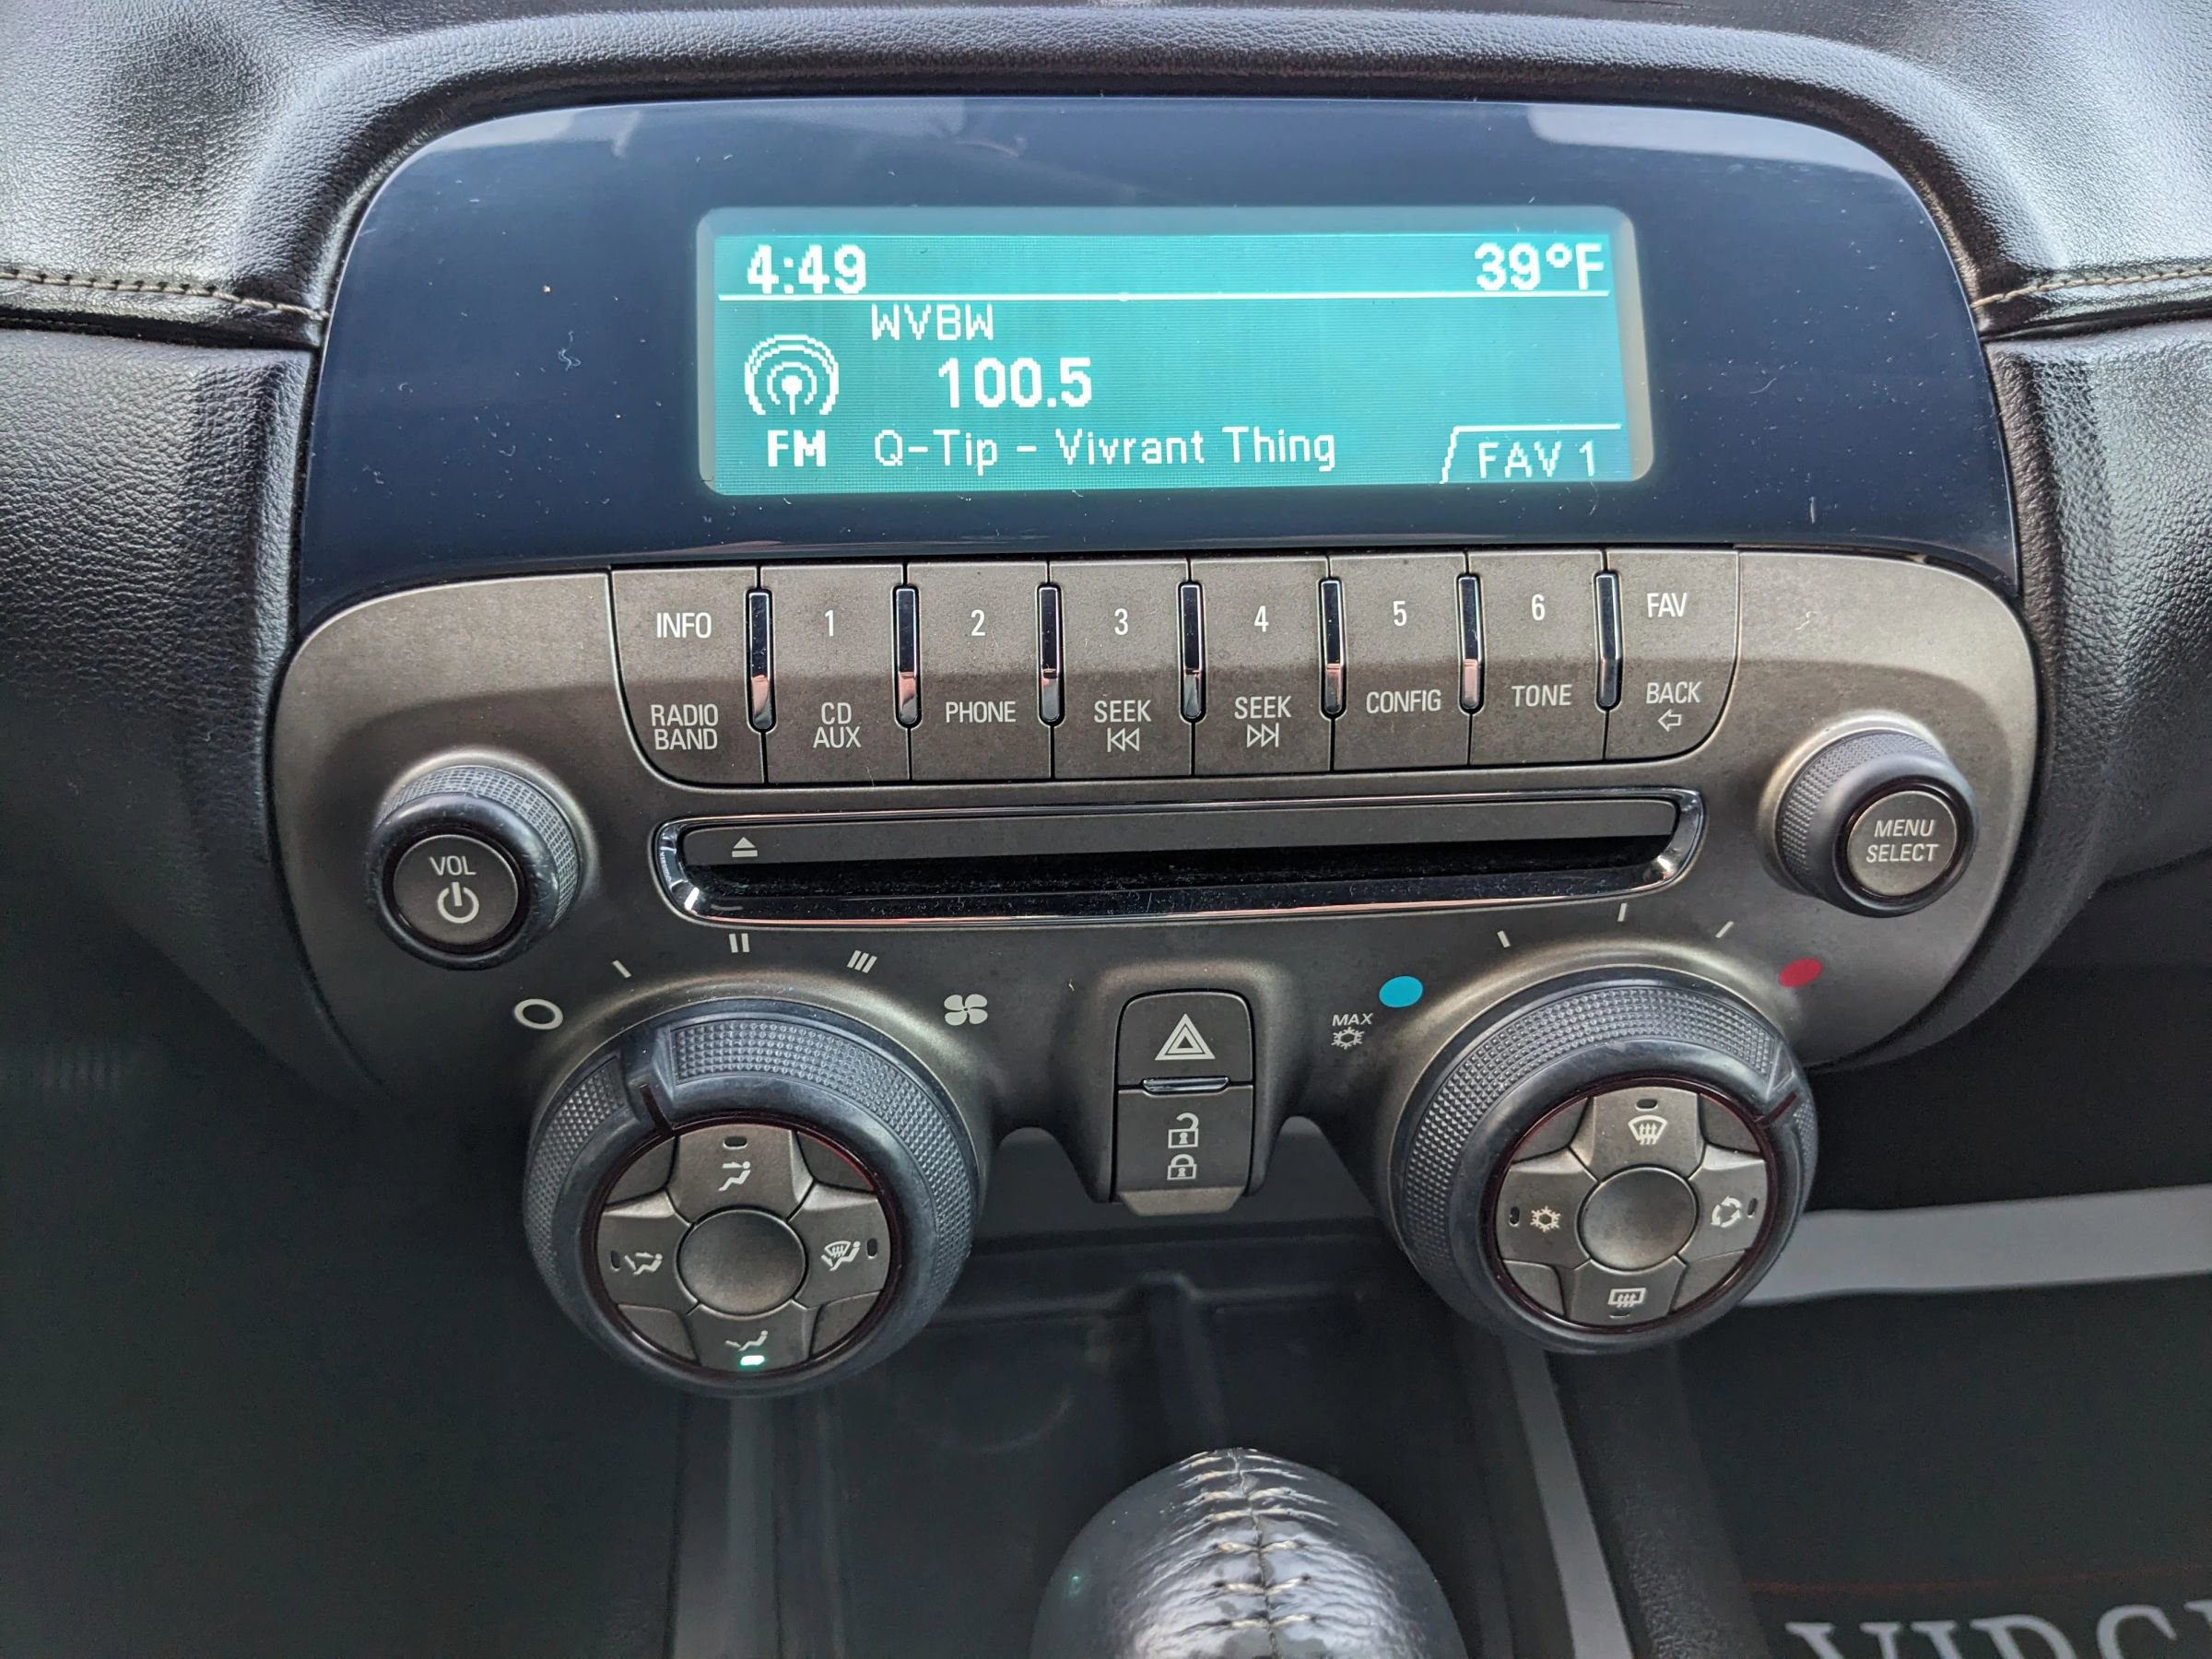 4:49 39°F
WVBW
100.5
FM Q-Tip - Vivrant Thing FAV 1
INFO 1 2 3 4 5 6 FAV
RADIO BAND CD AUX PHONE SEEK SEEK CONFIG TONE BACK
VOL
MENU
SELECT
MAX